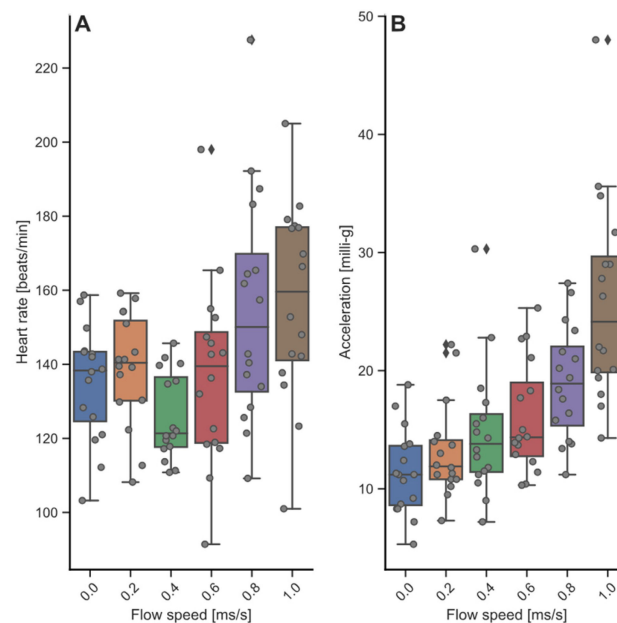 A
B
Heart rate [beats/min]
220
200
180
160
140
120
100
0.0 0.2 0.4 0.6 0.8 1.0
Flow speed [ms/s]
Acceleration [milli-g]
50
40
30
20
10
0.0 0.2 0.4 0.6 0.8 1.0
Flow speed [ms/s]